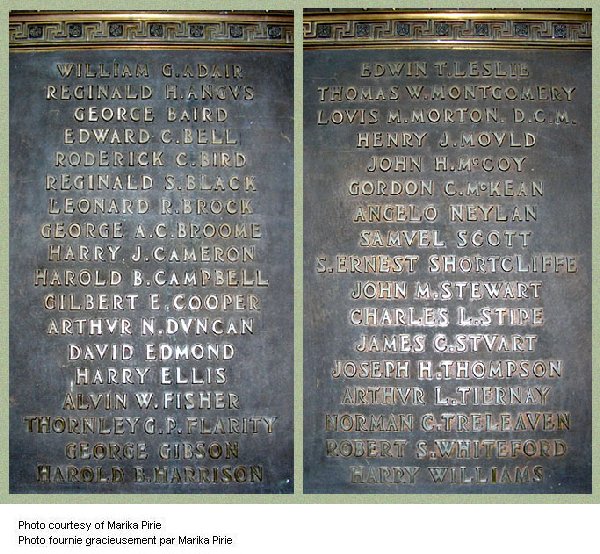 WILLIAM G. ADAIR
REGINALD H. ANGVS
GEORGE BAIRD
EDWARD C. BELL
RODERICK C. BIRD
REGINALD S. BLACK
LEONARD R. BROCK
GEORGE A.C. BROOME
HARRY J. CAMERON
HAROLD B. CAMPBELL
GILBERT E. COOPER
ARTHVR N. DVNCAN
DAVID EDMOND
HARRY ELLIS
ALVIN W. FISHER
THORNLEY G.P. FLARITY
GEORGE GIBSON
HAROLD B. HARRISON
EDWIN T. LESLIE
THOMAS W. MONTGOMERY
LOVIS M. MORTON. D.C.M.
HENRY J. MOVLD
JOHN H. McCOY
GORDON C. McKEAN
ANGELO NEYLAN
SAMVEL SCOTT
S. ERNEST SHORTCLIFFE
JOHN M. STEWART
CHARLES L. STIPE
JAMES C. STVART
JOSEPH H. THOMPSON
ARTHVR L. TIERNAY
NORMAN C. TRELEAVEN
ROBERT S. WHITEFORD
HARRY WILLIAMS
Photo courtesy of Marika Pirie
Photo fournie gracieusement par Marika Pirie